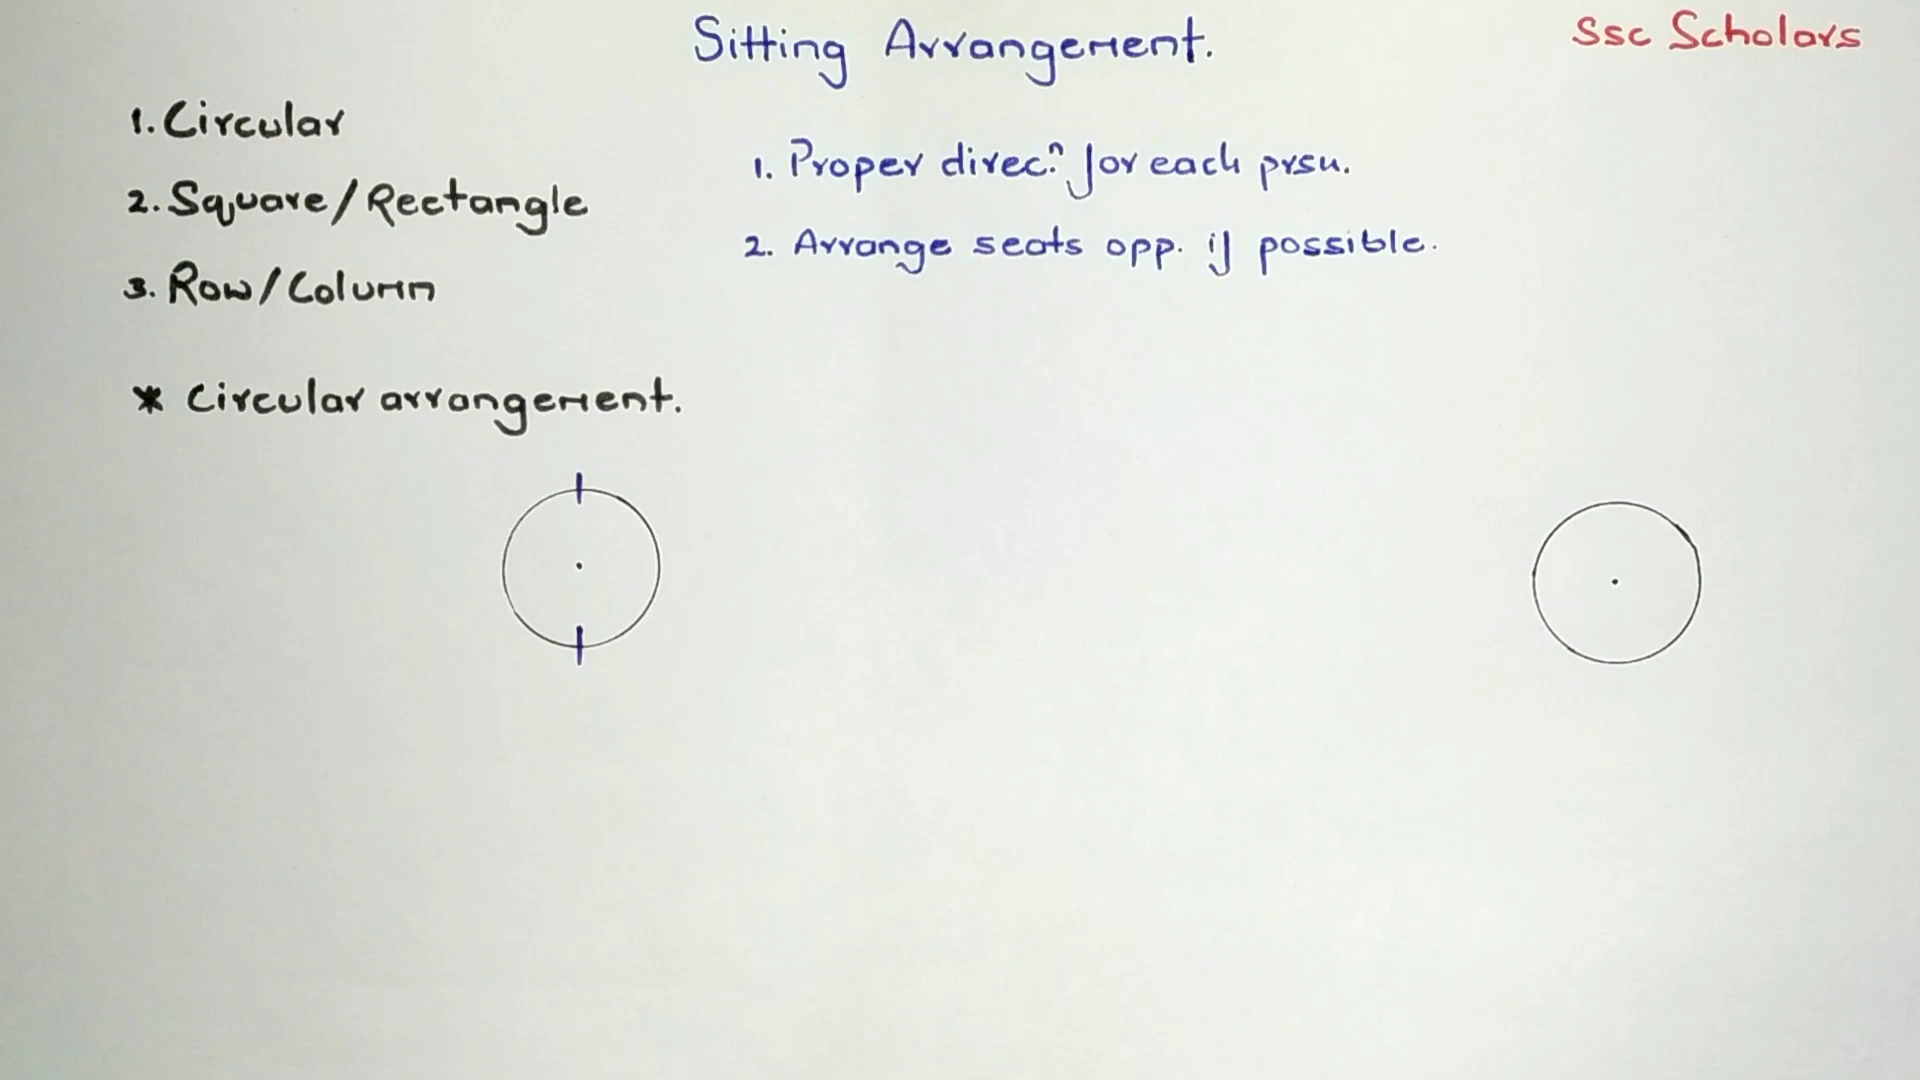 Sitting Arrangement.
Ssc Scholars
1. Circular
2. Square/Rectangle
3. Row/Column
1. Proper direcⁿ. for each prsn.
2. Arrange seats opp. if possible.
* Circular arrangement.